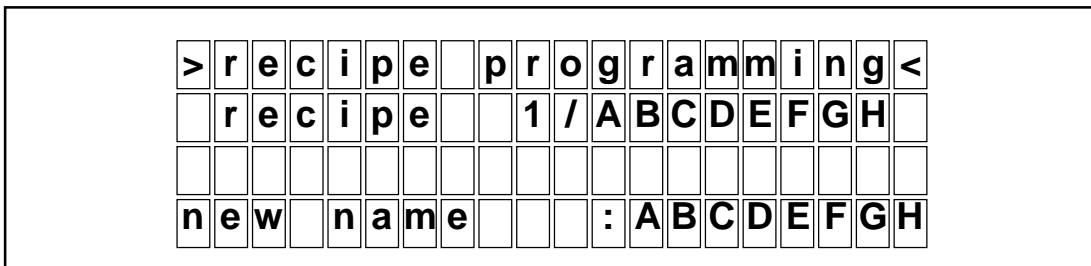 >recipe programming<
recipe  1/ABCDEFGH
new name   :ABCDEFGH